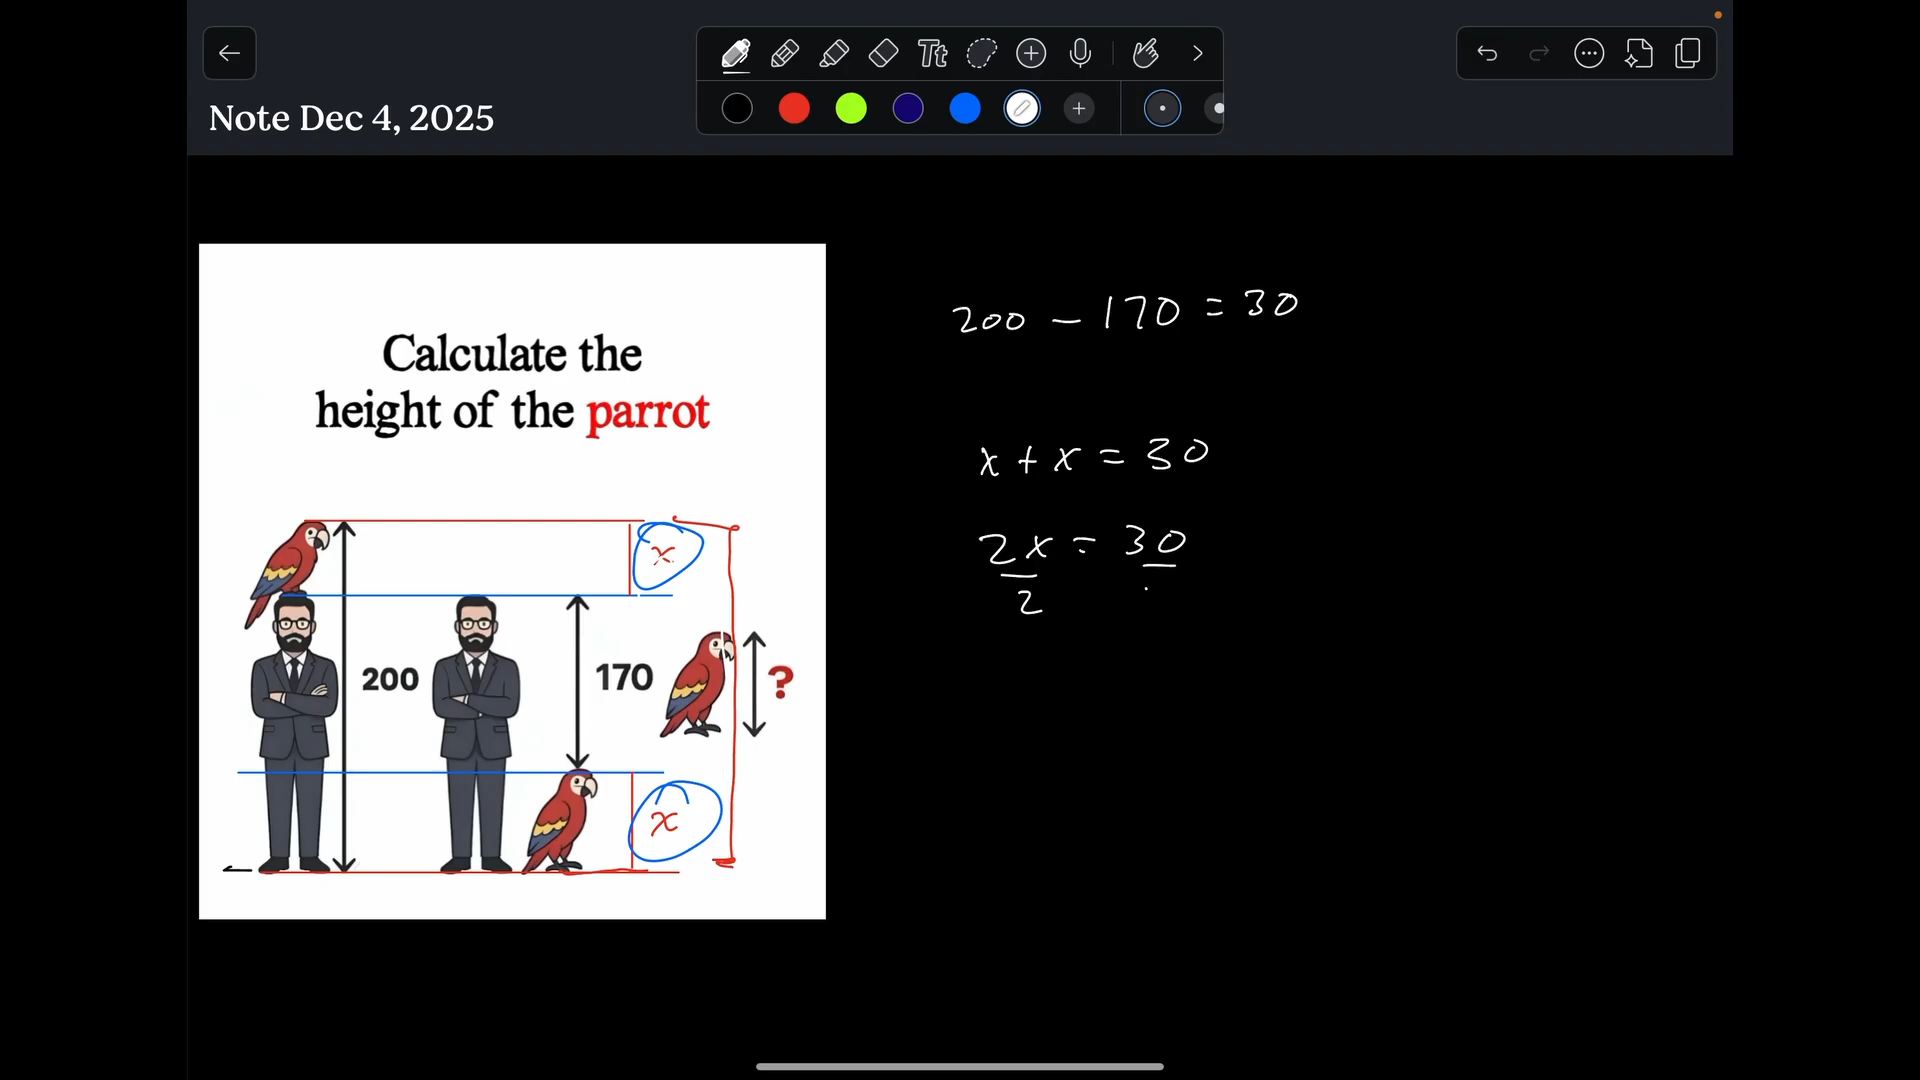 Tt
Note Dec 4, 2025
Calculate the
height of the parrot
200
170
?
x
x
200 - 170 = 30
x + x = 30
2x = 30
2